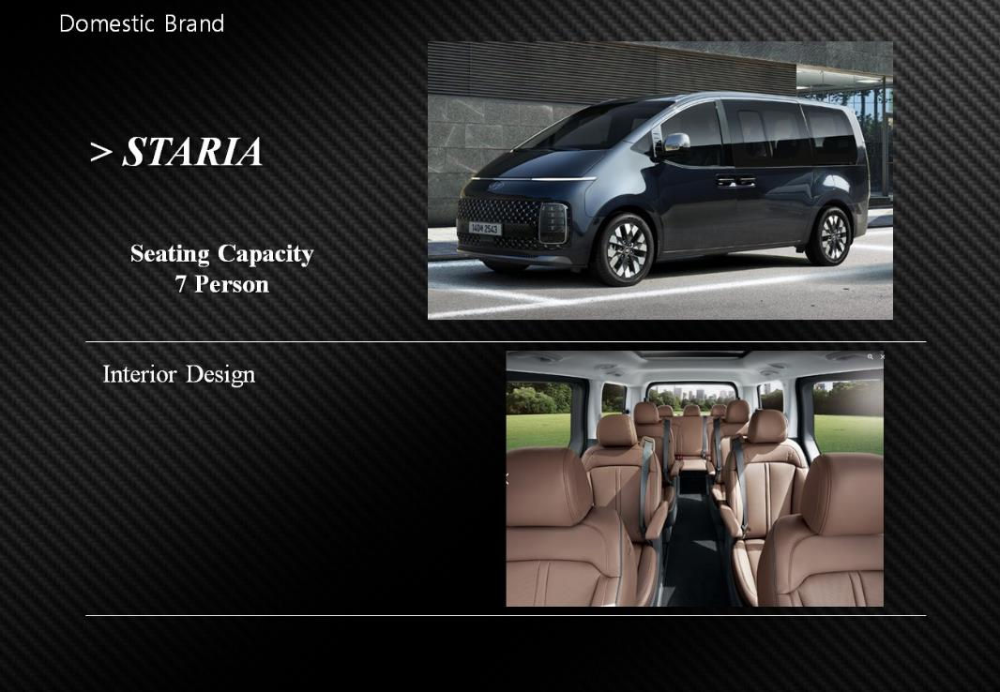 Domestic Brand
> STARIA
Seating Capacity
7 Person
Interior Design